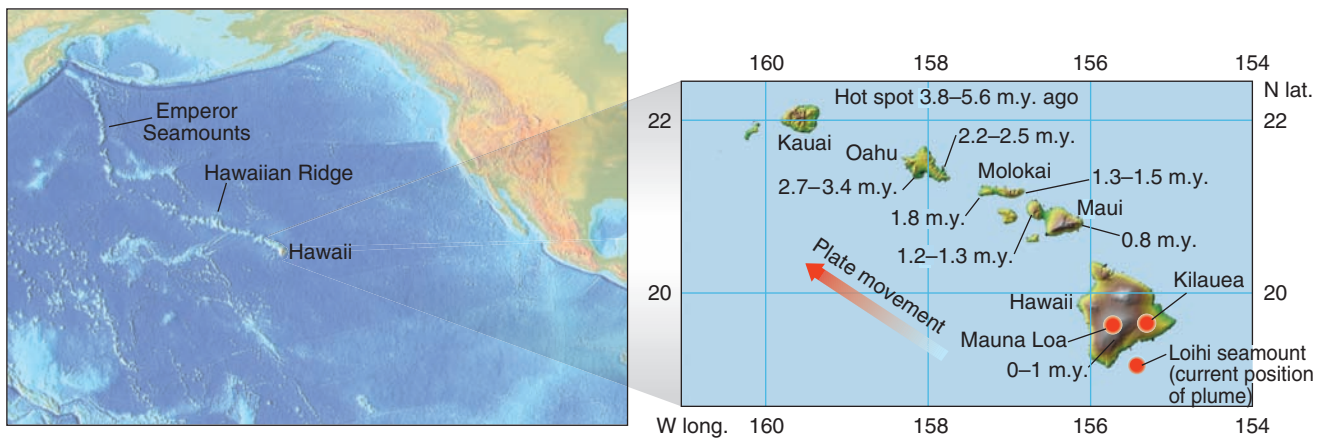 Emperor
Seamounts
Hawaiian Ridge
Hawaii
160 158 156 154
N lat.
Hot spot 3.8–5.6 m.y. ago
22 22
Kauai
2.2–2.5 m.y.
Oahu
Molokai
2.7–3.4 m.y.
1.3–1.5 m.y.
1.8 m.y.
Maui
0.8 m.y.
1.2–1.3 m.y.
Plate movement
20 20
Hawaii
Kilauea
Mauna Loa
0–1 m.y.
Loihi seamount
(current position
of plume)
W long. 160 158 156 154